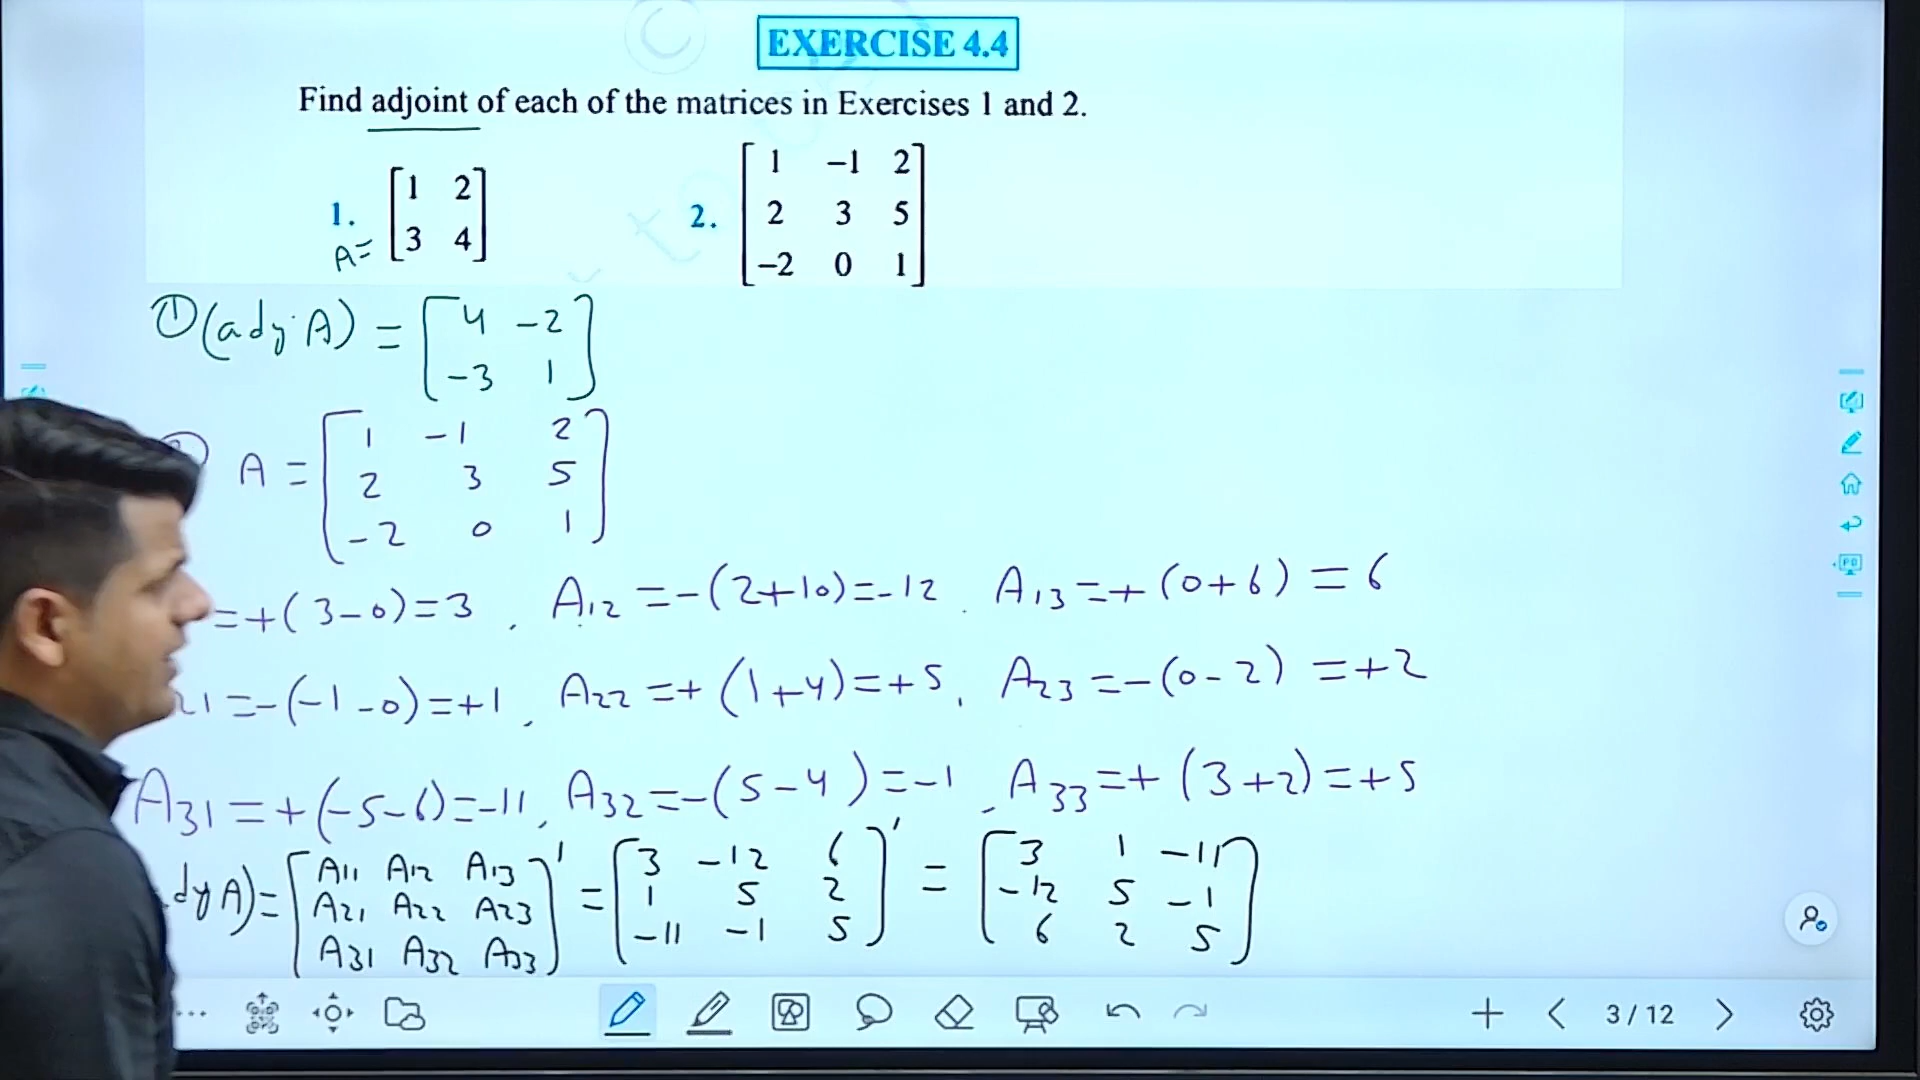 EXERCISE 4.4
Find adjoint of each of the matrices in Exercises 1 and 2.
1. A = [1 2
3 4]
2. [1 -1 2
2 3 5
-2 0 1]
① (adj A) = [4 -2
-3 1]
A = [1 -1 2
2 3 5
-2 0 1]
= +(3-0) = 3, A12 = -(2+10) = -12, A13 = +(0+6) = 6
21 = -(-1-0) = +1, A22 = +(1+4) = +5, A23 = -(0-2) = +2
A31 = +(-5-6) = -11, A32 = -(5-4) = -1, A33 = +(3+2) = +5
dj A) = [A11 A12 A13
A21 A22 A23
A31 A32 A33]' = [3 -12 6
1 5 2
-11 -1 5]' = [3 1 -11
-12 5 -1
6 2 5]
3/12